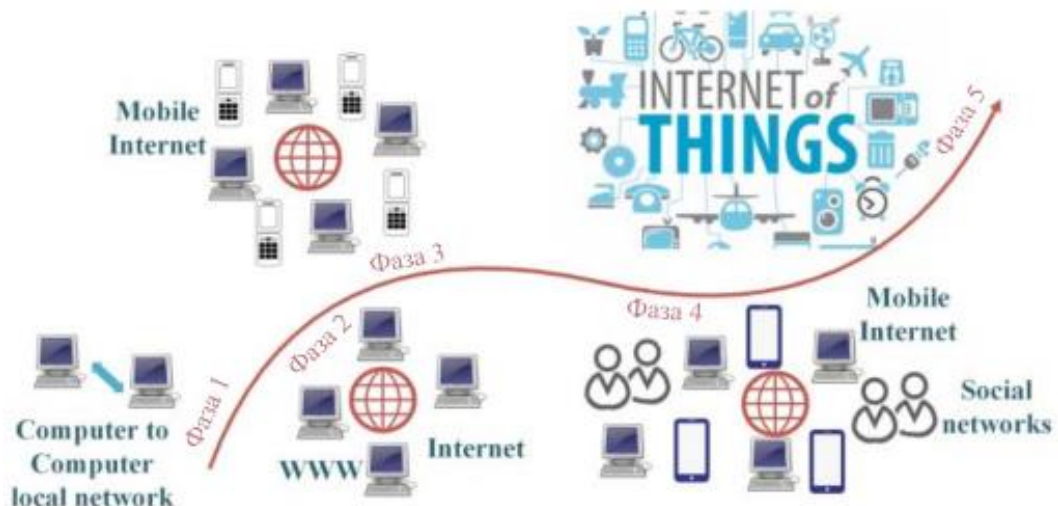 Mobile
Internet
INTERNET of
THINGS
Фаза 5
Фаза 3
Фаза 4
Mobile
Internet
Фаза 2
Фаза 1
Computer to
Computer
local network
WWW
Internet
Social
networks